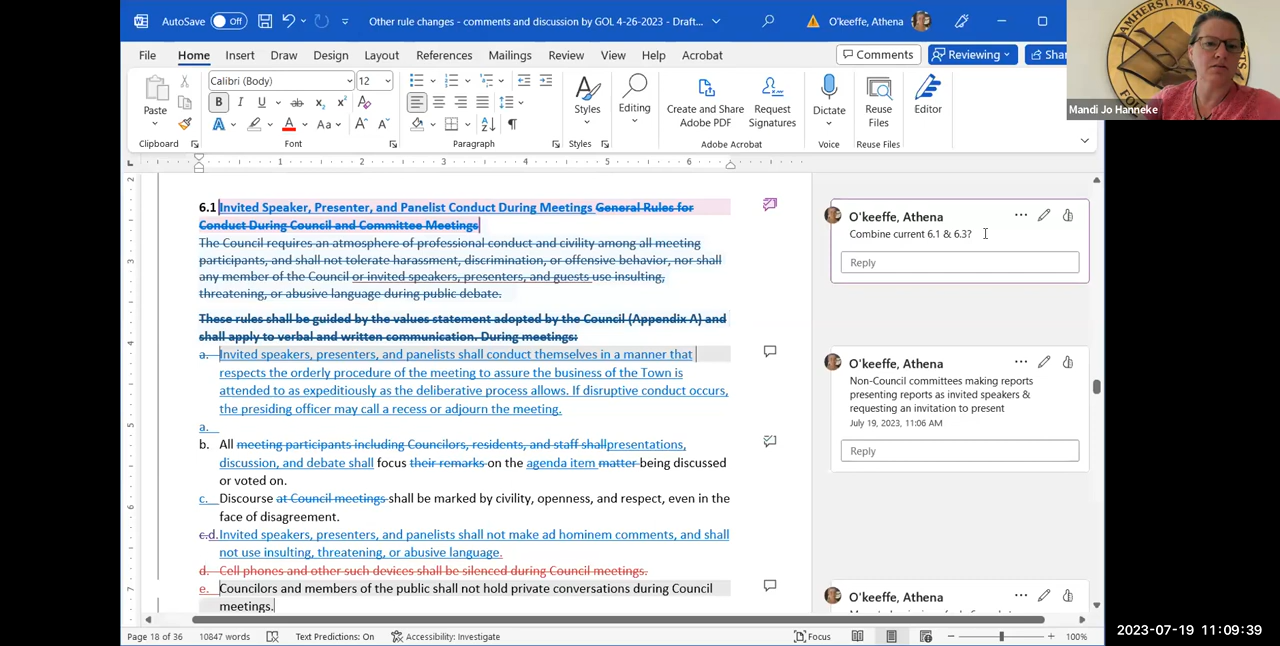 AutoSave Off Other rule changes - comments and discussion by GOL 4-26-2023 - Draft... O'keeffe, Athena
File Home Insert Draw Design Layout References Mailings Review View Help Acrobat Comments Reviewing Shar
Calibri (Body) 12
Paste
Styles Editing Create and Share Adobe PDF Request Signatures Dictate Reuse Files Editor
Clipboard Font Paragraph Styles Adobe Acrobat Voice Reuse Files
AMHERST, MASS
Mandi Jo Hanneke
6.1 Invited Speaker, Presenter, and Panelist Conduct During Meetings General Rules for
Conduct During Council and Committee Meetings
The Council requires an atmosphere of professional conduct and civility among all meeting
participants, and shall not tolerate harassment, discrimination, or offensive behavior, nor shall
any member of the Council or invited speakers, presenters, and guests use insulting,
threatening, or abusive language during public debate.
These rules shall be guided by the values statement adopted by the Council (Appendix A) and
shall apply to verbal and written communication. During meetings:
a. Invited speakers, presenters, and panelists shall conduct themselves in a manner that
respects the orderly procedure of the meeting to assure the business of the Town is
attended to as expeditiously as the deliberative process allows. If disruptive conduct occurs,
the presiding officer may call a recess or adjourn the meeting.
a.
b. All meeting participants including Councilors, residents, and staff shallpresentations,
discussion, and debate shall focus their remarks on the agenda item matter being discussed
or voted on.
c. Discourse at Council meetings shall be marked by civility, openness, and respect, even in the
face of disagreement.
c.d. Invited speakers, presenters, and panelists shall not make ad hominem comments, and shall
not use insulting, threatening, or abusive language.
d. Cell phones and other such devices shall be silenced during Council meetings.
e. Councilors and members of the public shall not hold private conversations during Council
meetings.
O'keeffe, Athena
Combine current 6.1 & 6.3?
Reply
O'keeffe, Athena
Non-Council committees making reports
presenting reports as invited speakers &
requesting an invitation to present
July 19, 2023, 11:06 AM
Reply
O'keeffe, Athena
Page 18 of 36 10847 words Text Predictions: On Accessibility: Investigate Focus 100%
2023-07-19 11:09:39